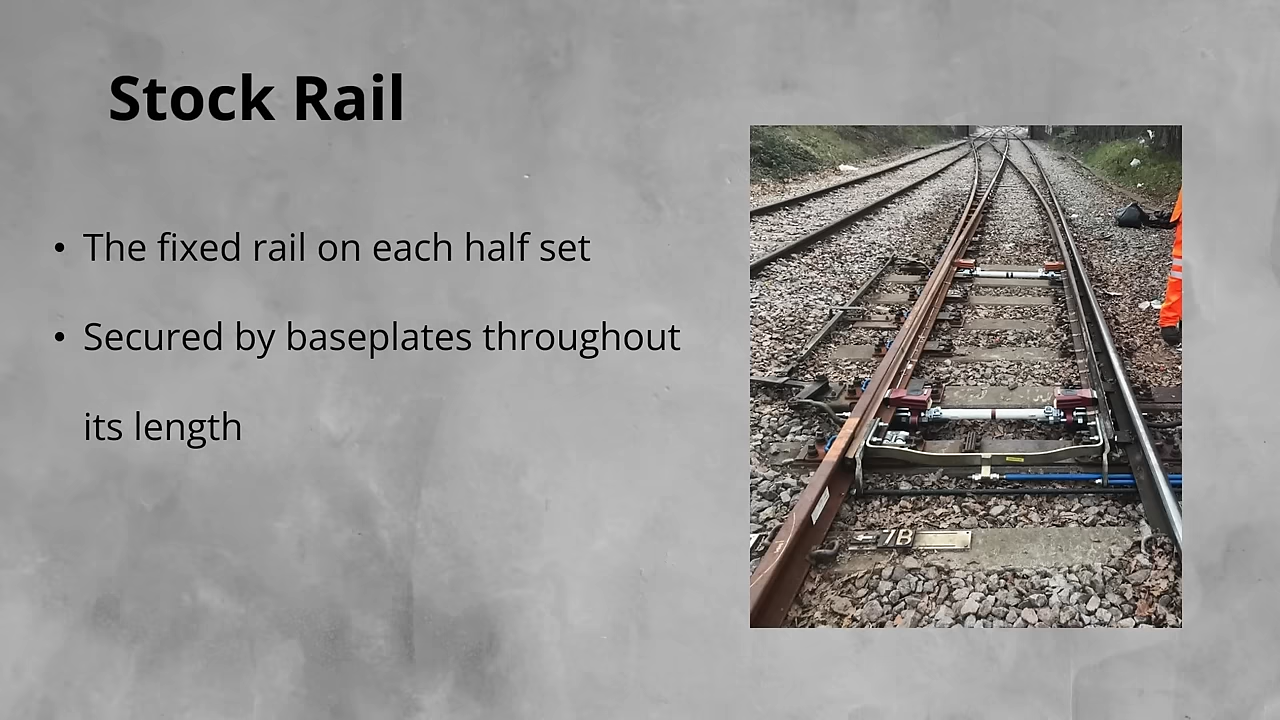 Stock Rail
• The fixed rail on each half set
• Secured by baseplates throughout
its length
7B